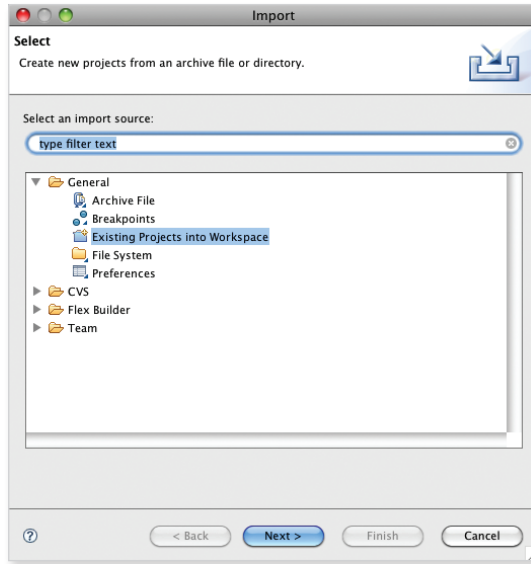 Import
Select
Create new projects from an archive file or directory.
Select an import source:
type filter text
General
Archive File
Breakpoints
Existing Projects into Workspace
File System
Preferences
CVS
Flex Builder
Team
? < Back Next > Finish Cancel